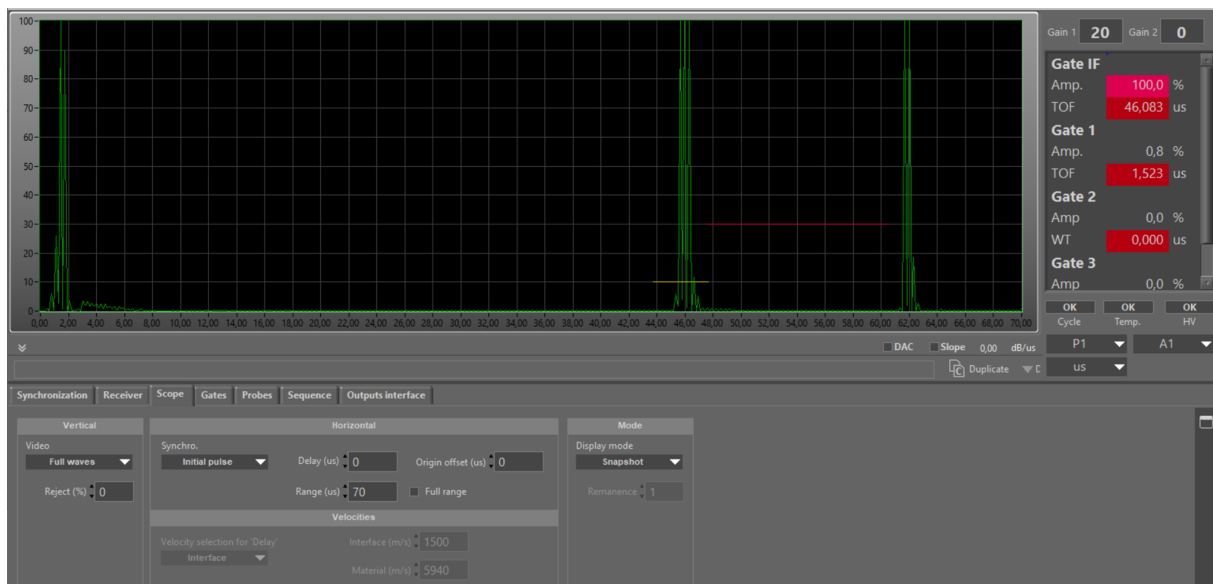 100
90
80
70
60
50
40
30
20
10
0
0,00 2,00 4,00 6,00 8,00 10,00 12,00 14,00 16,00 18,00 20,00 22,00 24,00 26,00 28,00 30,00 32,00 34,00 36,00 38,00 40,00 42,00 44,00 46,00 48,00 50,00 52,00 54,00 56,00 58,00 60,00 62,00 64,00 66,00 68,00 70,00
Gain 1 20 Gain 2 0
Gate IF
Amp. 100,0 %
TOF 46,083 us
Gate 1
Amp. 0,8 %
TOF 1,523 us
Gate 2
Amp 0,0 %
WT 0,000 us
Gate 3
Amp 0,0 %
OK OK OK
Cycle Temp. HV
P1 A1
us
DAC Slope 0,00 dB/us
Duplicate D
Synchronization Receiver Scope Gates Probes Sequence Outputs interface
Vertical
Video
Full waves
Reject (%) 0
Horizontal
Synchro.
Initial pulse Delay (us) 0 Origin offset (us) 0
Range (us) 70 Full range
Velocities
Velocity selection for 'Delay' Interface (m/s) 1500
Interface
Material (m/s) 5940
Mode
Display mode
Snapshot
Remanence 1